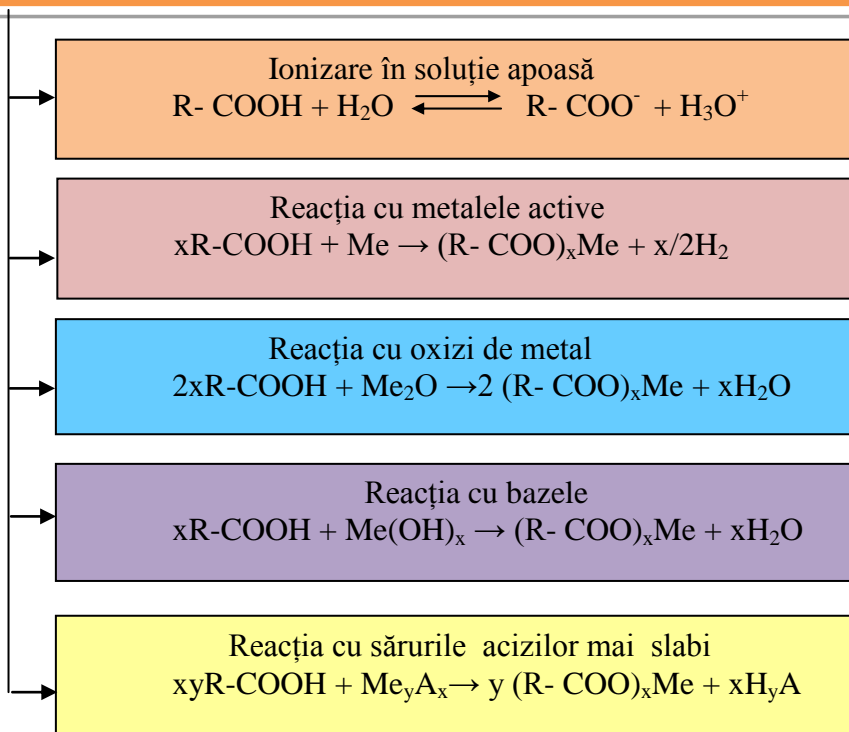 Ionizare în soluție apoasă
R- COOH + H₂O ⇄ R- COO⁻ + H₃O⁺
Reacția cu metalele active
xR-COOH + Me → (R- COO)ₓMe + x/2H₂
Reacția cu oxizi de metal
2xR-COOH + Me₂O →2 (R- COO)ₓMe + xH₂O
Reacția cu bazele
xR-COOH + Me(OH)ₓ → (R- COO)ₓMe + xH₂O
Reacția cu sărurile acizilor mai slabi
xyR-COOH + MeᵧAₓ→ y (R- COO)ₓMe + xHᵧA